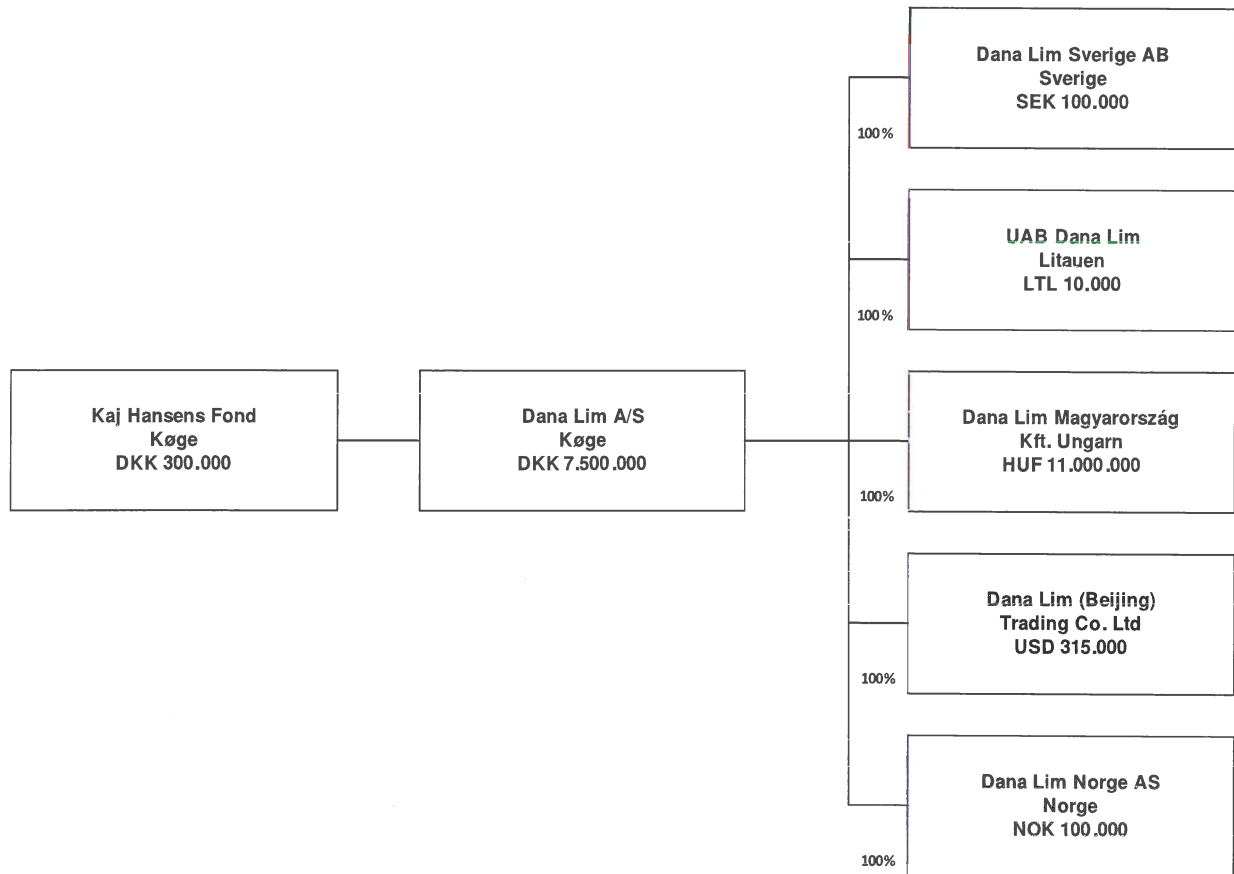 Kaj Hansens Fond
Køge
DKK 300.000
Dana Lim A/S
Køge
DKK 7.500.000
Dana Lim Sverige AB
Sverige
SEK 100.000
100%
UAB Dana Lim
Litauen
LTL 10.000
100%
Dana Lim Magyarország
Kft. Ungarn
HUF 11.000.000
100%
Dana Lim (Beijing)
Trading Co. Ltd
USD 315.000
100%
Dana Lim Norge AS
Norge
NOK 100.000
100%